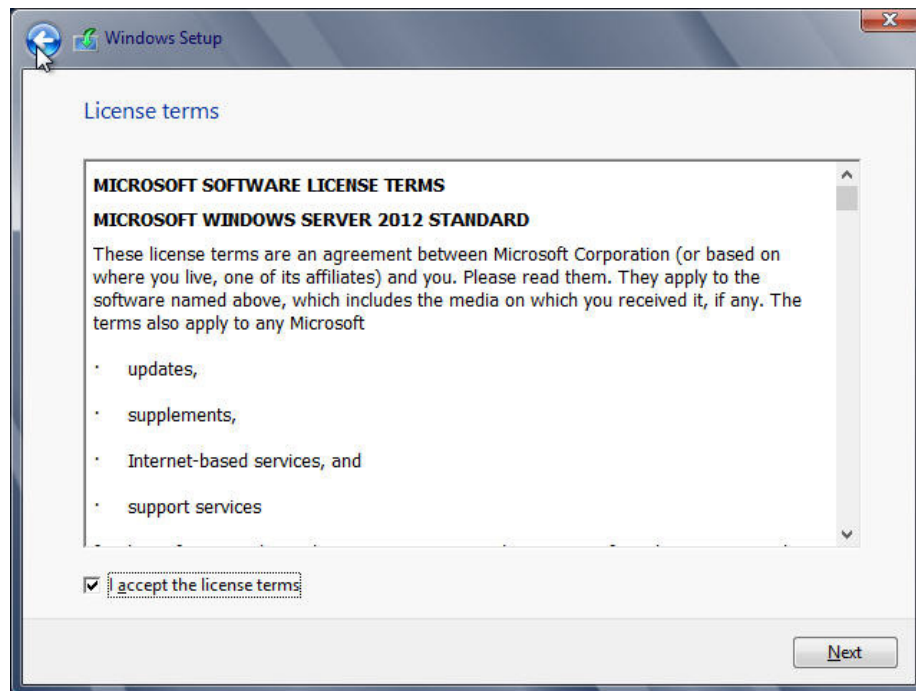 Windows Setup
License terms
MICROSOFT SOFTWARE LICENSE TERMS
MICROSOFT WINDOWS SERVER 2012 STANDARD
These license terms are an agreement between Microsoft Corporation (or based on
where you live, one of its affiliates) and you. Please read them. They apply to the
software named above, which includes the media on which you received it, if any. The
terms also apply to any Microsoft
· updates,
· supplements,
· Internet-based services, and
· support services
I accept the license terms
Next